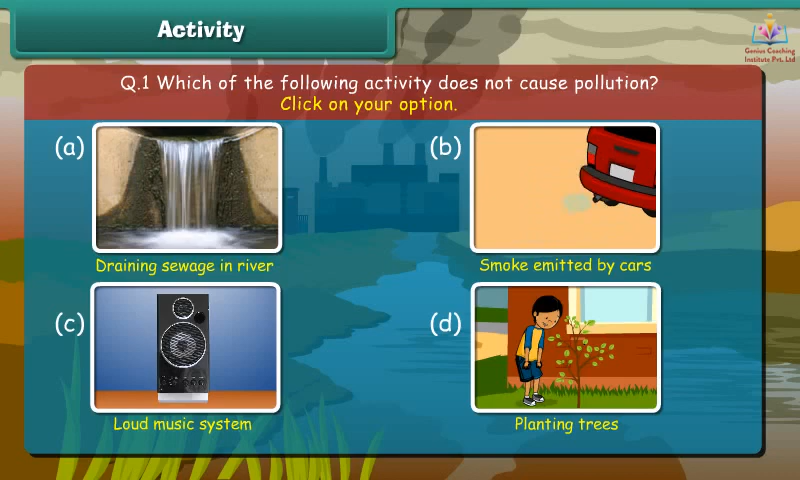 Activity
Genius Coaching
Institute Pvt. Ltd
Q.1 Which of the following activity does not cause pollution?
Click on your option.
(a)
(b)
Draining sewage in river
Smoke emitted by cars
(c)
(d)
Loud music system
Planting trees